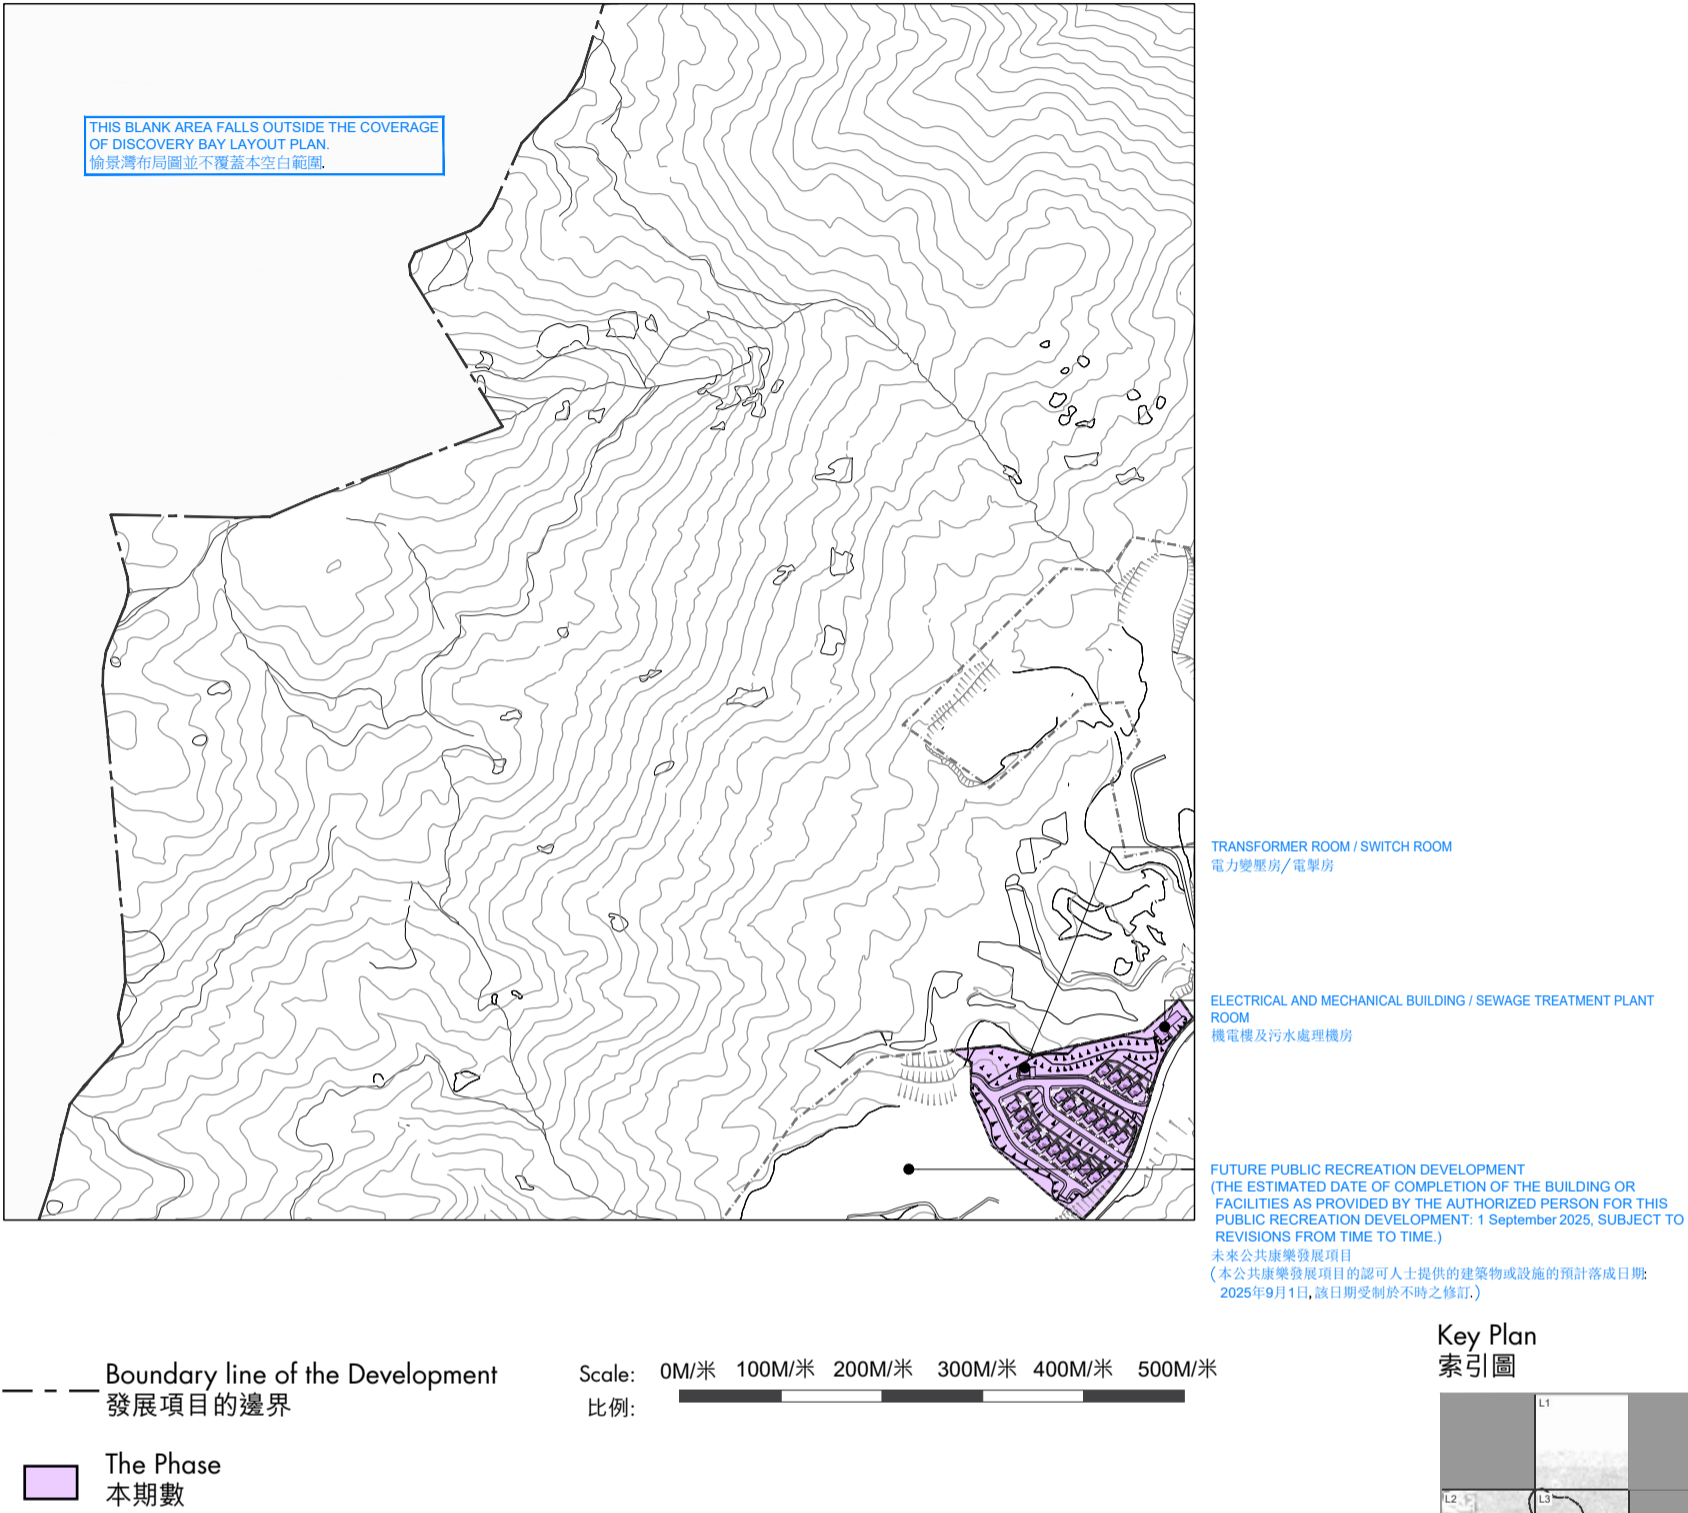 THIS BLANK AREA FALLS OUTSIDE THE COVERAGE
OF DISCOVERY BAY LAYOUT PLAN.
愉景灣布局圖並不覆蓋本空白範圍.
TRANSFORMER ROOM / SWITCH ROOM
電力變壓房/電掣房
ELECTRICAL AND MECHANICAL BUILDING / SEWAGE TREATMENT PLANT
ROOM
機電樓及污水處理機房
FUTURE PUBLIC RECREATION DEVELOPMENT
(THE ESTIMATED DATE OF COMPLETION OF THE BUILDING OR
FACILITIES AS PROVIDED BY THE AUTHORIZED PERSON FOR THIS
PUBLIC RECREATION DEVELOPMENT: 1 September 2025, SUBJECT TO
REVISIONS FROM TIME TO TIME.)
未來公共康樂發展項目
(本公共康樂發展項目的認可人士提供的建築物或設施的預計落成日期:
2025年9月1日,該日期受制於不時之修訂.)
Boundary line of the Development
發展項目的邊界
Scale: 0M/米 100M/米 200M/米 300M/米 400M/米 500M/米
比例:
The Phase
本期數
Key Plan
索引圖
L1
L2 L3